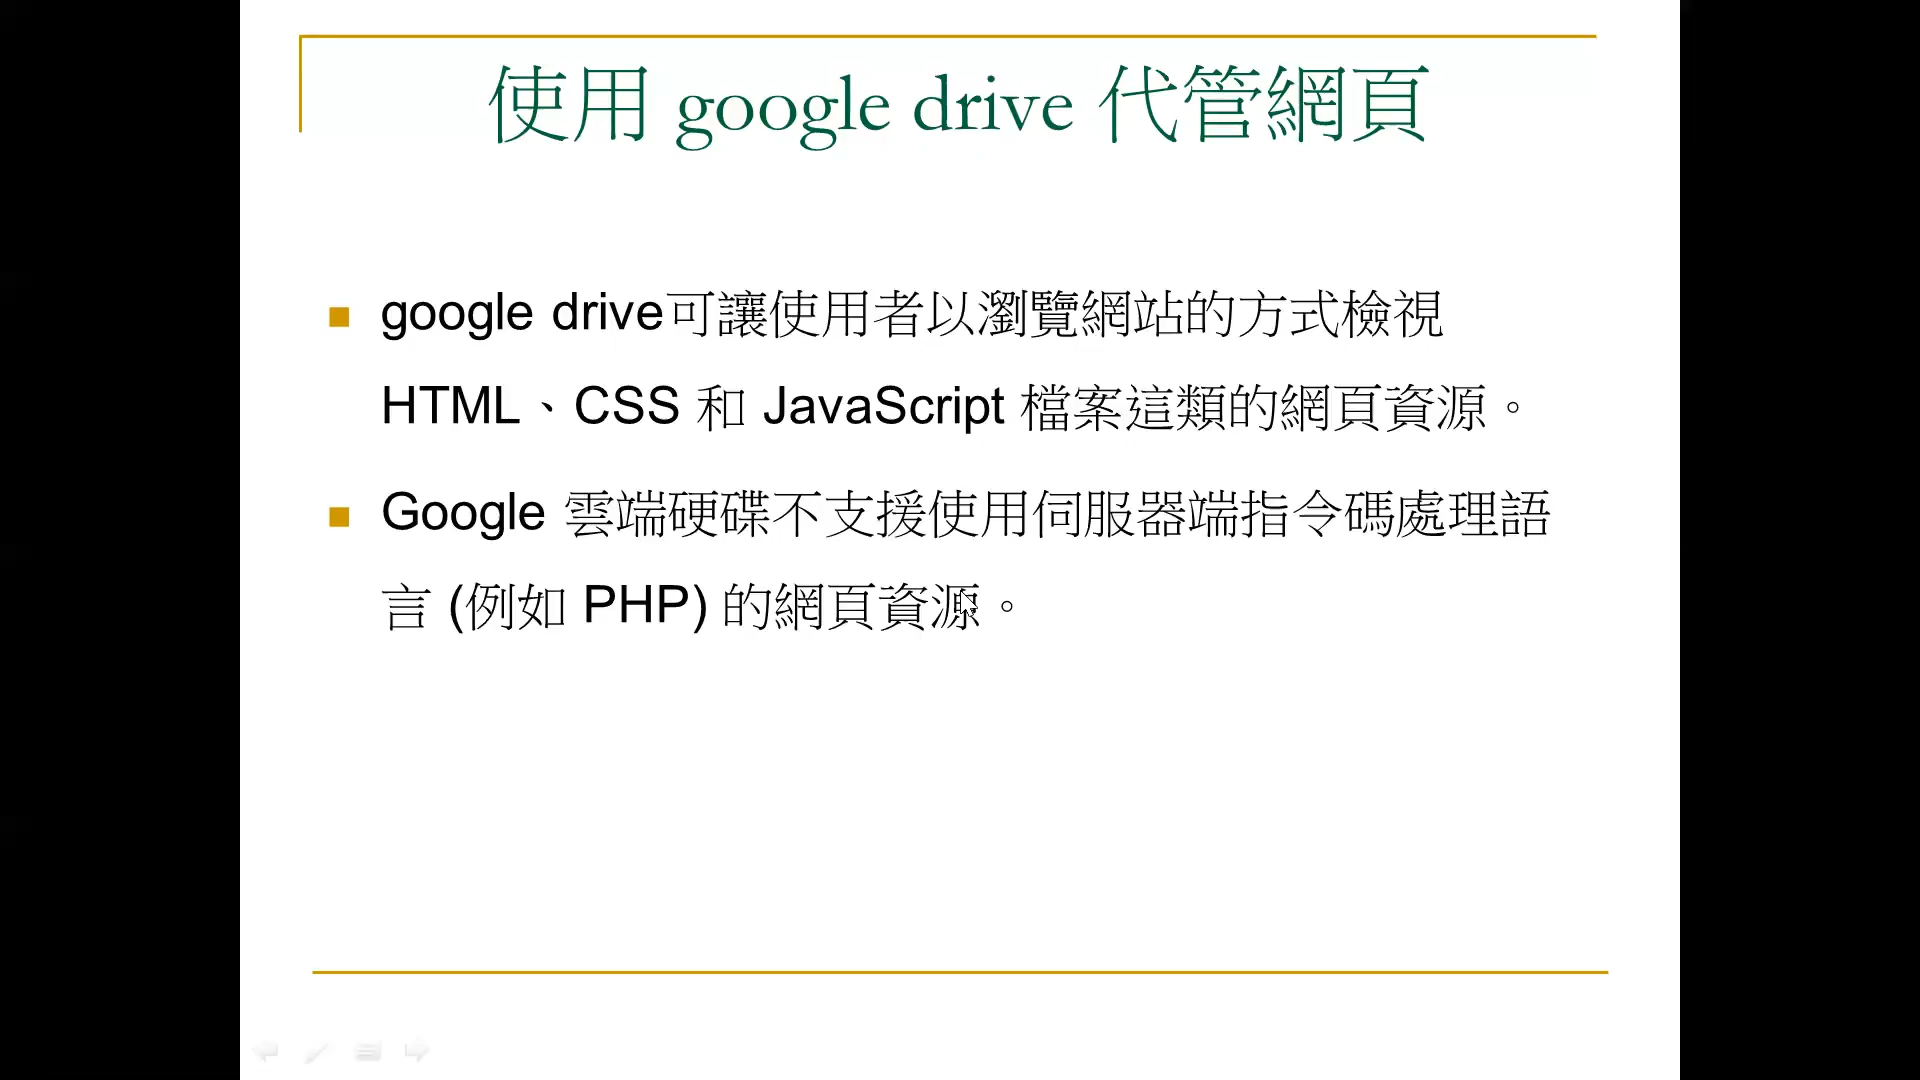 使用 google drive 代管網頁
google drive可讓使用者以瀏覽網站的方式檢視
HTML、CSS 和 JavaScript 檔案這類的網頁資源。
Google 雲端硬碟不支援使用伺服器端指令碼處理語
言 (例如 PHP) 的網頁資源。